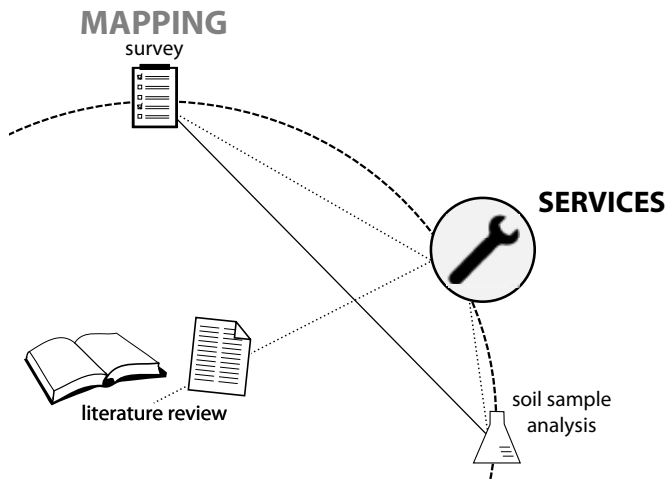 MAPPING
survey
SERVICES
literature review
soil sample
analysis